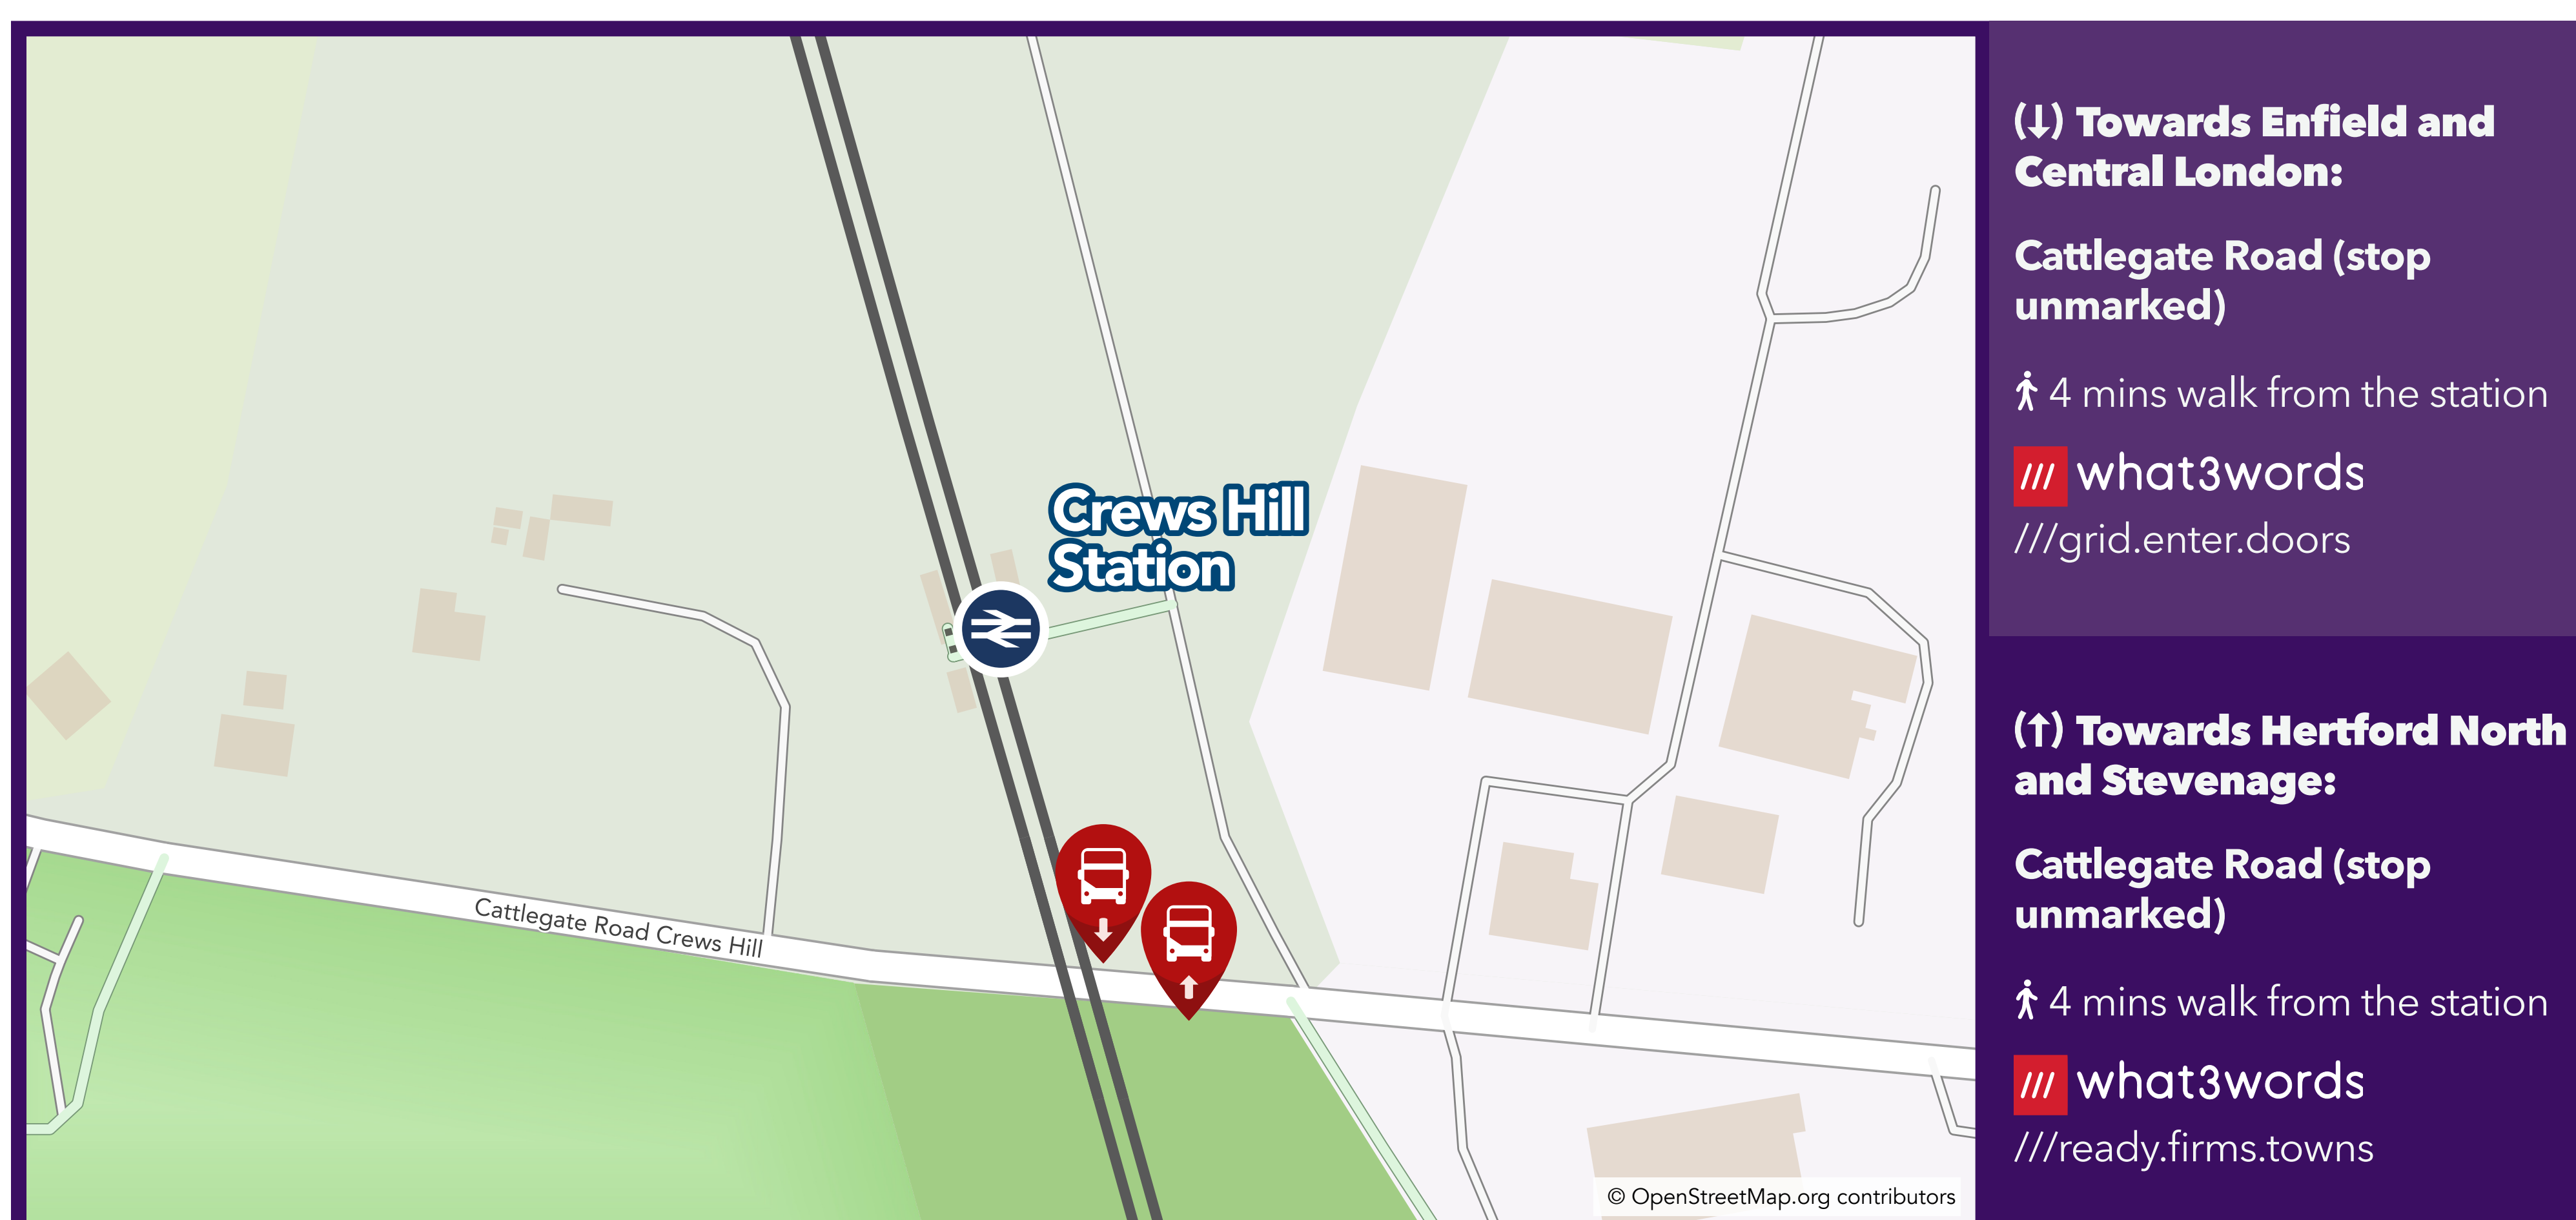 Crews Hill
Station
Cattlegate Road Crews Hill
© OpenStreetMap.org contributors
(↓) Towards Enfield and
Central London:
Cattlegate Road (stop
unmarked)
4 mins walk from the station
/// what3words
///grid.enter.doors
(↑) Towards Hertford North
and Stevenage:
Cattlegate Road (stop
unmarked)
4 mins walk from the station
/// what3words
///ready.firms.towns